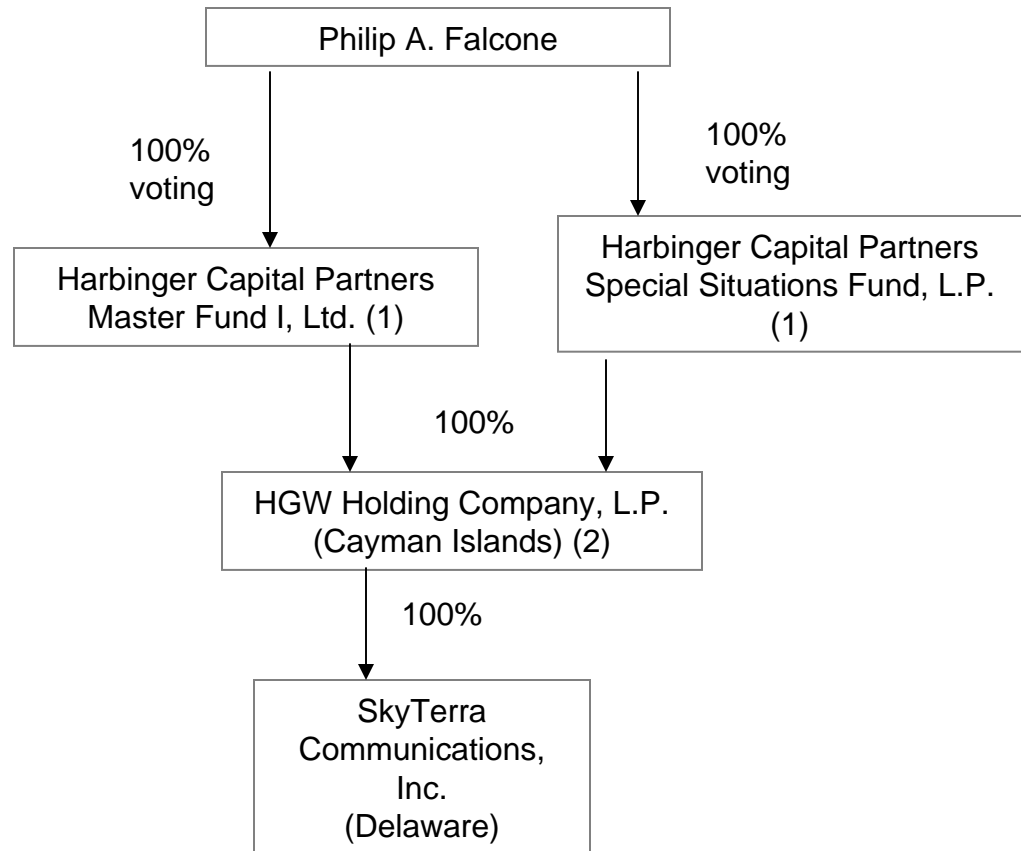 Philip A. Falcone
100%
voting
100%
voting
Harbinger Capital Partners
Master Fund I, Ltd. (1)
Harbinger Capital Partners
Special Situations Fund, L.P.
(1)
100%
HGW Holding Company, L.P.
(Cayman Islands) (2)
100%
SkyTerra
Communications,
Inc.
(Delaware)